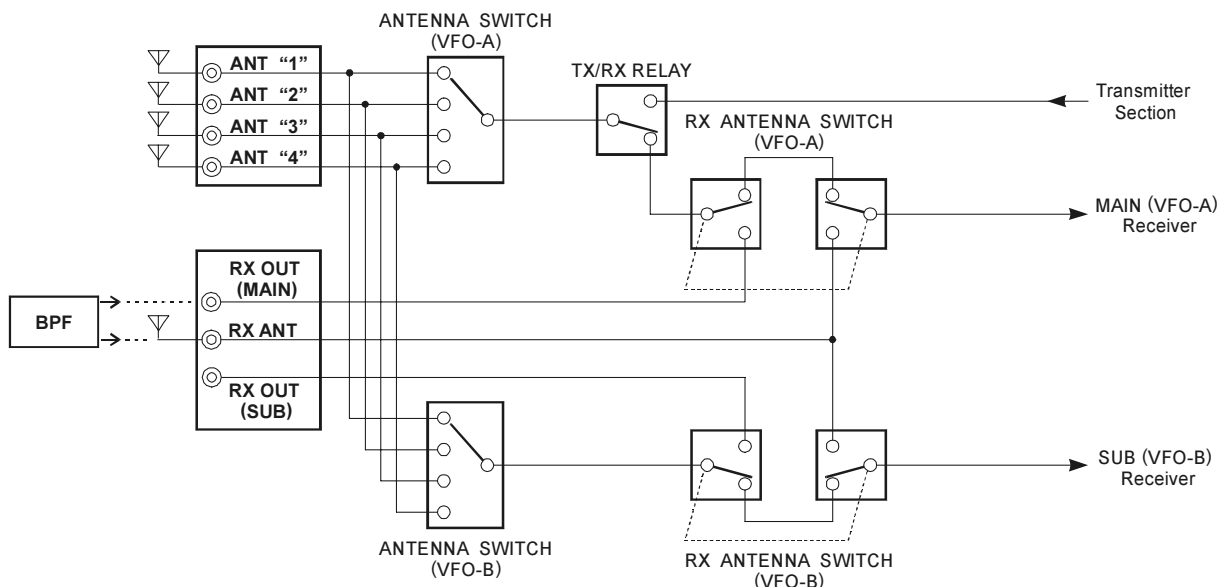 ANTENNA SWITCH
(VFO-A)
ANT “1”
ANT “2”
ANT “3”
ANT “4”
TX/RX RELAY
Transmitter
Section
RX ANTENNA SWITCH
(VFO-A)
MAIN (VFO-A)
Receiver
BPF
RX OUT
(MAIN)
RX ANT
RX OUT
(SUB)
SUB (VFO-B)
Receiver
ANTENNA SWITCH
(VFO-B)
RX ANTENNA SWITCH
(VFO-B)